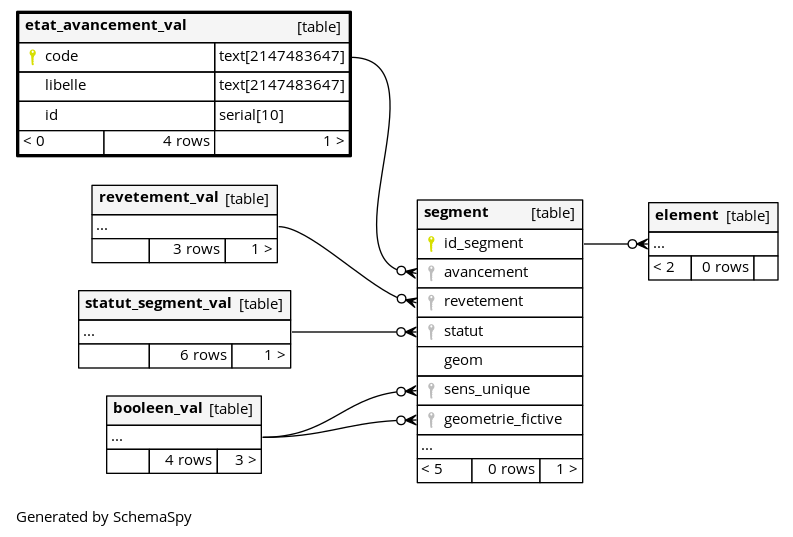 etat_avancement_val [table]
code text[2147483647]
libelle text[2147483647]
id serial[10]
< 0 4 rows 1 >
revetement_val [table]
...
3 rows 1 >
statut_segment_val [table]
...
6 rows 1 >
booleen_val [table]
...
4 rows 3 >
segment [table]
id_segment
avancement
revetement
statut
geom
sens_unique
geometrie_fictive
...
< 5 0 rows 1 >
element [table]
...
< 2 0 rows
Generated by SchemaSpy